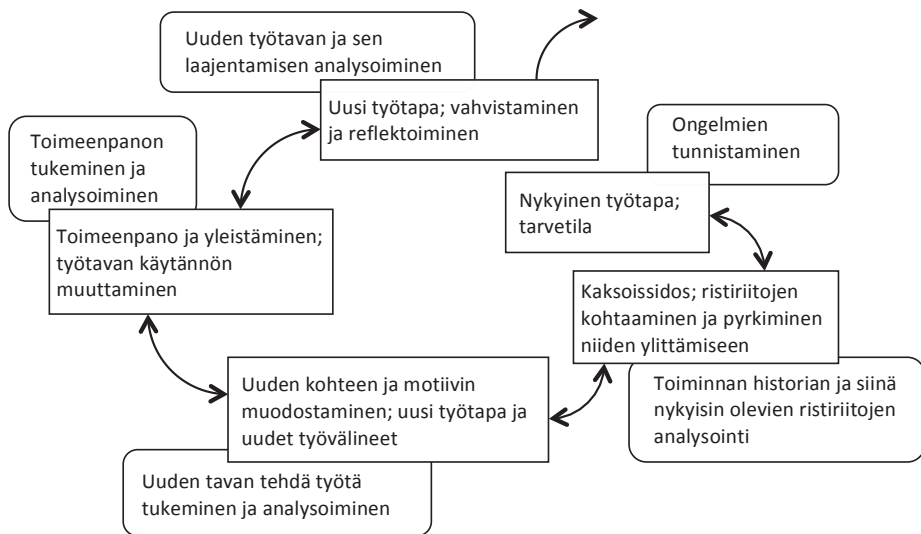 Uuden työtavan ja sen
laajentamisen analysoiminen
Uusi työtapa; vahvistaminen
ja reflektoiminen
Ongelmien
tunnistaminen
Nykyinen työtapa;
tarvetila
Kaksoissidos; ristiriitojen
kohtaaminen ja pyrkiminen
niiden ylittämiseen
Toiminnan historian ja siinä
nykyisin olevien ristiriitojen
analysointi
Uuden kohteen ja motiivin
muodostaminen; uusi työtapa ja
uudet työvälineet
Uuden tavan tehdä työtä
tukeminen ja analysoiminen
Toimeenpanon
tukeminen ja
analysoiminen
Toimeenpano ja yleistäminen;
työtavan käytännön
muuttaminen